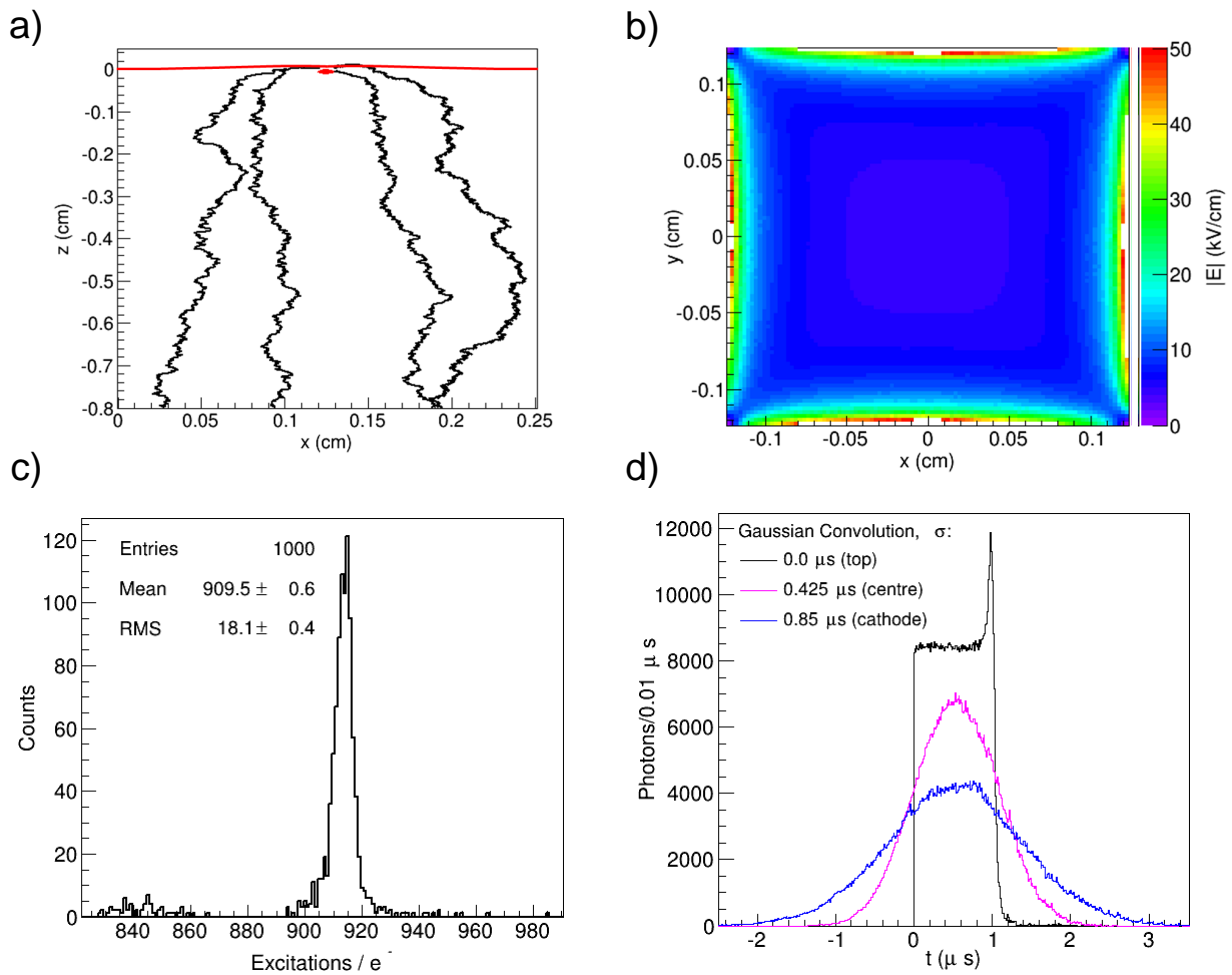 a)
z (cm)
0
-0.1
-0.2
-0.3
-0.4
-0.5
-0.6
-0.7
-0.8
0 0.05 0.1 0.15 0.2 0.25
x (cm)
b)
y (cm)
0.1
0.05
0
-0.05
-0.1
-0.1 -0.05 0 0.05 0.1
x (cm)
50
40
30
20
10
0
|E| (kV/cm)
c)
Counts
120
100
80
60
40
20
0
Entries 1000
Mean 909.5 ± 0.6
RMS 18.1 ± 0.4
840 860 880 900 920 940 960 980
Excitations / e-
d)
Photons/0.01 μ s
12000
10000
8000
6000
4000
2000
0
Gaussian Convolution, σ:
0.0 μs (top)
0.425 μs (centre)
0.85 μs (cathode)
-2 -1 0 1 2 3
t (μ s)